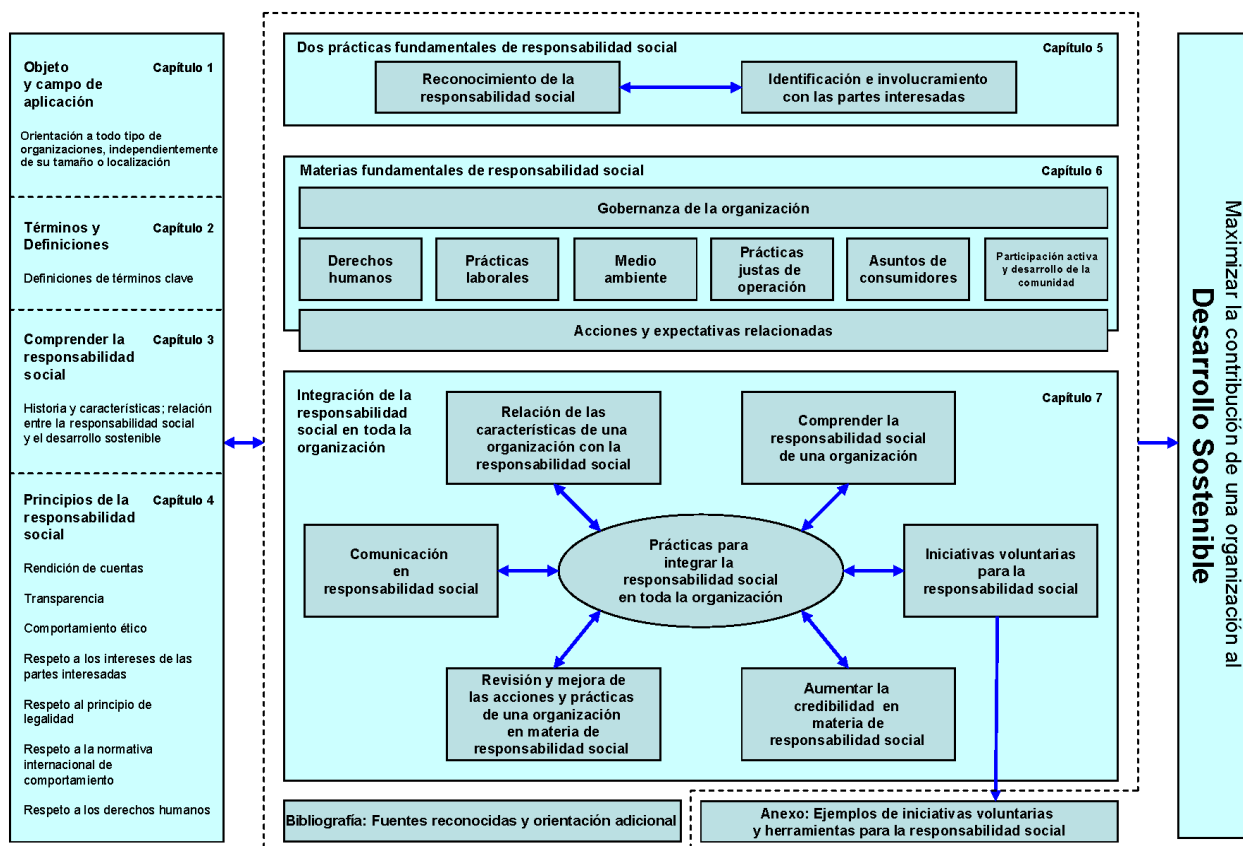 Objeto
y campo de
aplicación
Capítulo 1
Orientación a todo tipo de
organizaciones, independientemente
de su tamaño o localización
Términos y
Definiciones
Capítulo 2
Definiciones de términos clave
Comprender la
responsabilidad
social
Capítulo 3
Historia y características; relación
entre la responsabilidad social
y el desarrollo sostenible
Principios de la
responsabilidad
social
Capítulo 4
Rendición de cuentas
Transparencia
Comportamiento ético
Respeto a los intereses de las
partes interesadas
Respeto al principio de
legalidad
Respeto a la normativa
internacional de
comportamiento
Respeto a los derechos humanos
Dos prácticas fundamentales de responsabilidad social
Capítulo 5
Reconocimiento de la
responsabilidad social
Identificación e involucramiento
con las partes interesadas
Materias fundamentales de responsabilidad social
Capítulo 6
Gobernanza de la organización
Derechos
humanos
Prácticas
laborales
Medio
ambiente
Prácticas
justas de
operación
Asuntos de
consumidores
Participación activa
y desarrollo de la
comunidad
Acciones y expectativas relacionadas
Integración de la
responsabilidad
social en toda la
organización
Capítulo 7
Relación de las
características de una
organización con la
responsabilidad social
Comprender la
responsabilidad social
de una organización
Comunicación
en
responsabilidad social
Prácticas para
integrar la
responsabilidad social
en toda la organización
Iniciativas voluntarias
para la
responsabilidad social
Revisión y mejora de
las acciones y prácticas
de una organización
en materia de
responsabilidad social
Aumentar la
credibilidad en
materia de
responsabilidad social
Bibliografía: Fuentes reconocidas y orientación adicional
Anexo: Ejemplos de iniciativas voluntarias
y herramientas para la responsabilidad social
Maximizar la contribución de una organización al
Desarrollo Sostenible